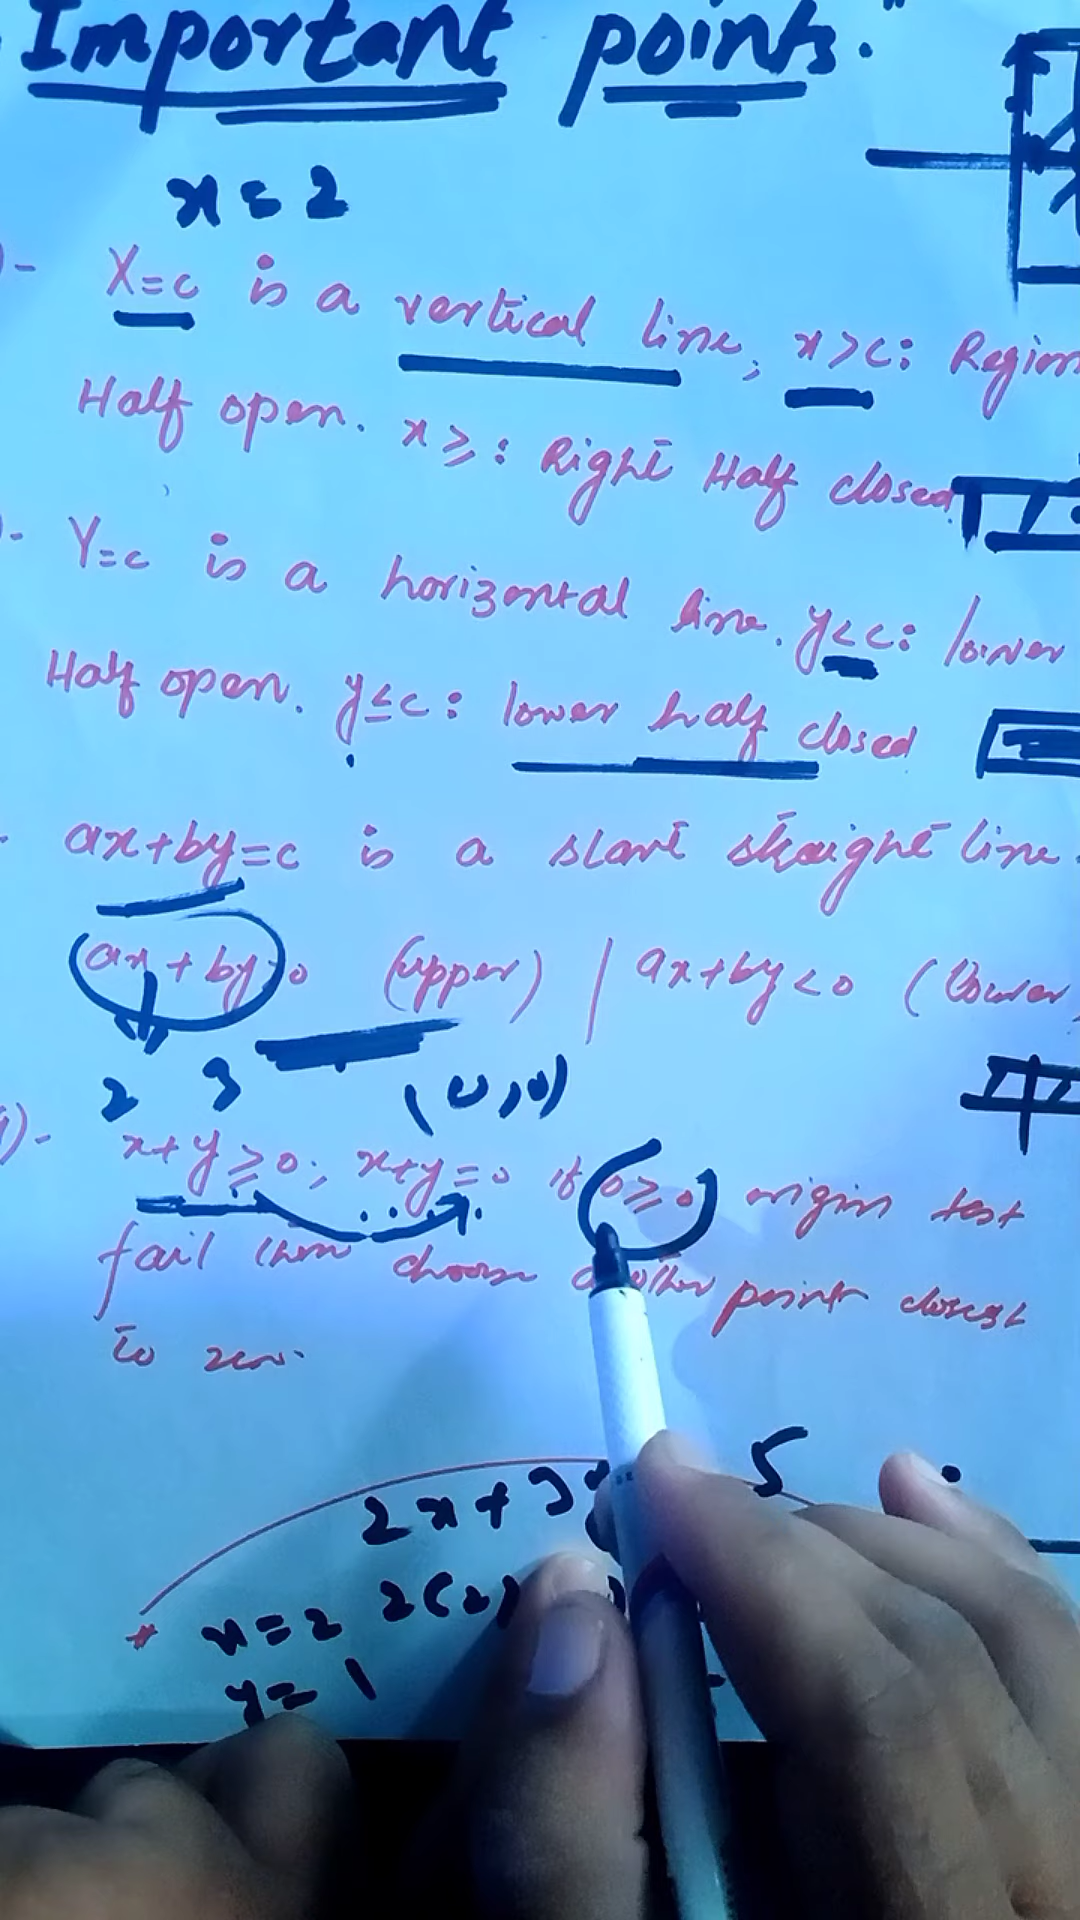 Important points."
x = 2
)- X=c is a vertical line, x>c: Region
Half open. x ≥: Right Half closed
)- Y=c is a horizontal line. y<c: lower
Half open. y≤c: lower half closed
ax+by=c is a slant straight line.
ax+by>0 (upper) | ax+by<0 (lower
2 3 (0,0)
)- x+y≥0; x+y=0 if 0≥0 origin test
fail then choose another points closest
to zero.
2x+3 5
* x=2 2(2)
y=1